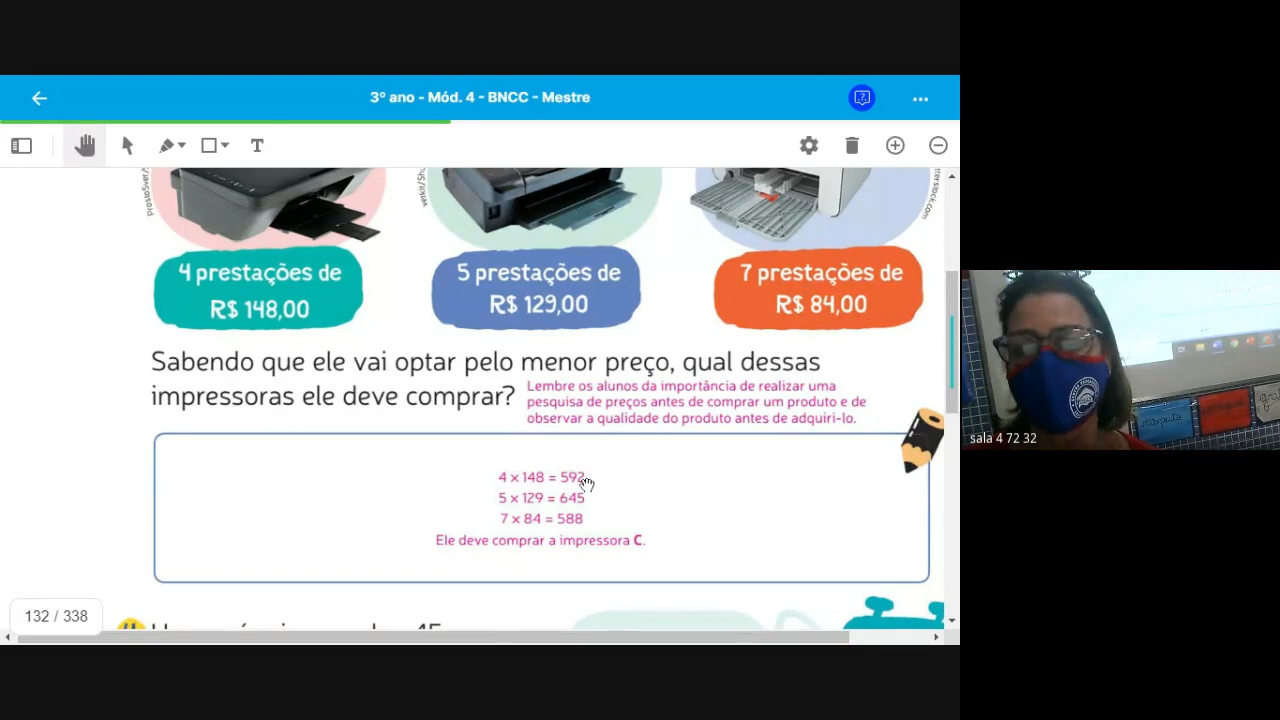 3º ano - Mód. 4 - BNCC - Mestre
T
4 prestações de
R$ 148,00
5 prestações de
R$ 129,00
7 prestações de
R$ 84,00
Sabendo que ele vai optar pelo menor preço, qual dessas
impressoras ele deve comprar?
Lembre os alunos da importância de realizar uma
pesquisa de preços antes de comprar um produto e de
observar a qualidade do produto antes de adquiri-lo.
4 x 148 = 592
5 x 129 = 645
7 x 84 = 588
Ele deve comprar a impressora C.
132 / 338
sala 4 72 32